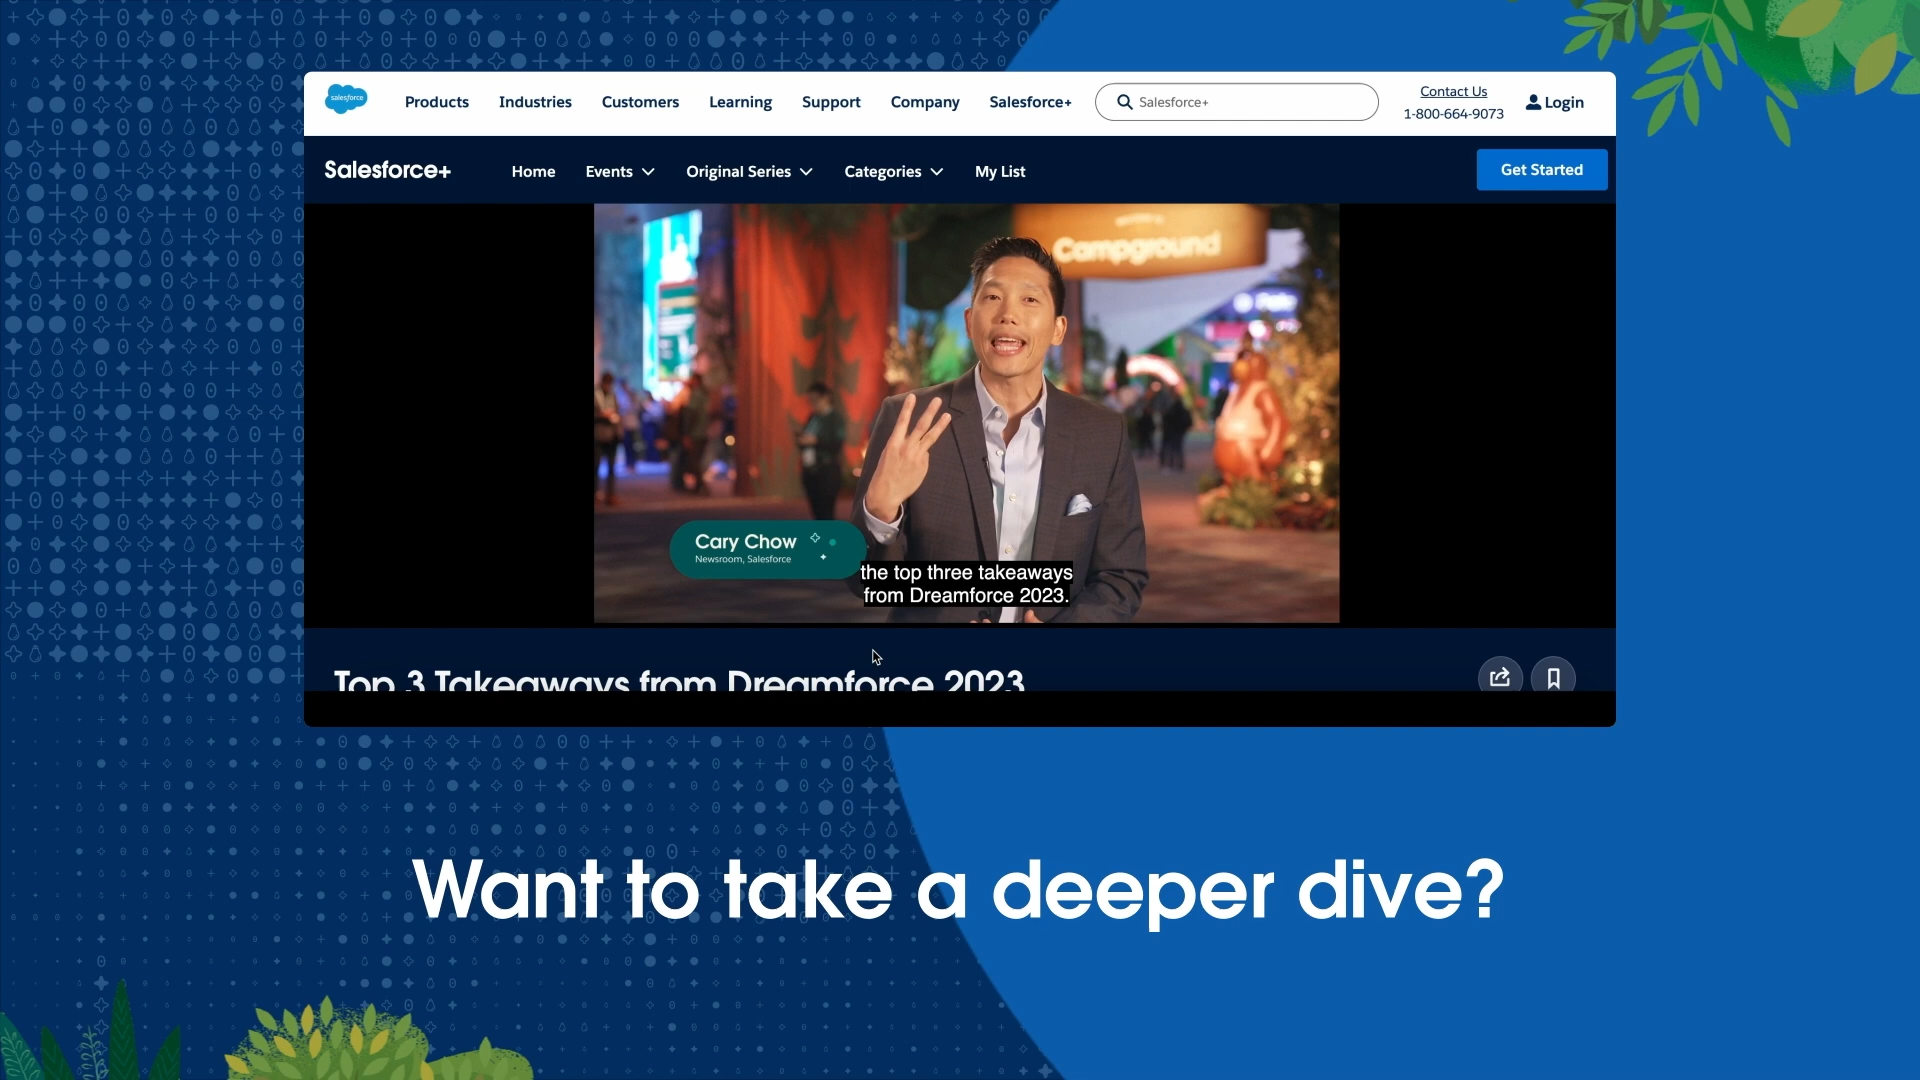 salesforce
Products
Industries
Customers
Learning
Support
Company
Salesforce+
Salesforce+
Contact Us
1-800-664-9073
Login
Salesforce+
Home
Events
Original Series
Categories
My List
Get Started
Campground
Cary Chow
Newsroom, Salesforce
the top three takeaways
from Dreamforce 2023.
Top 3 Takeaways from Dreamforce 2023
Want to take a deeper dive?